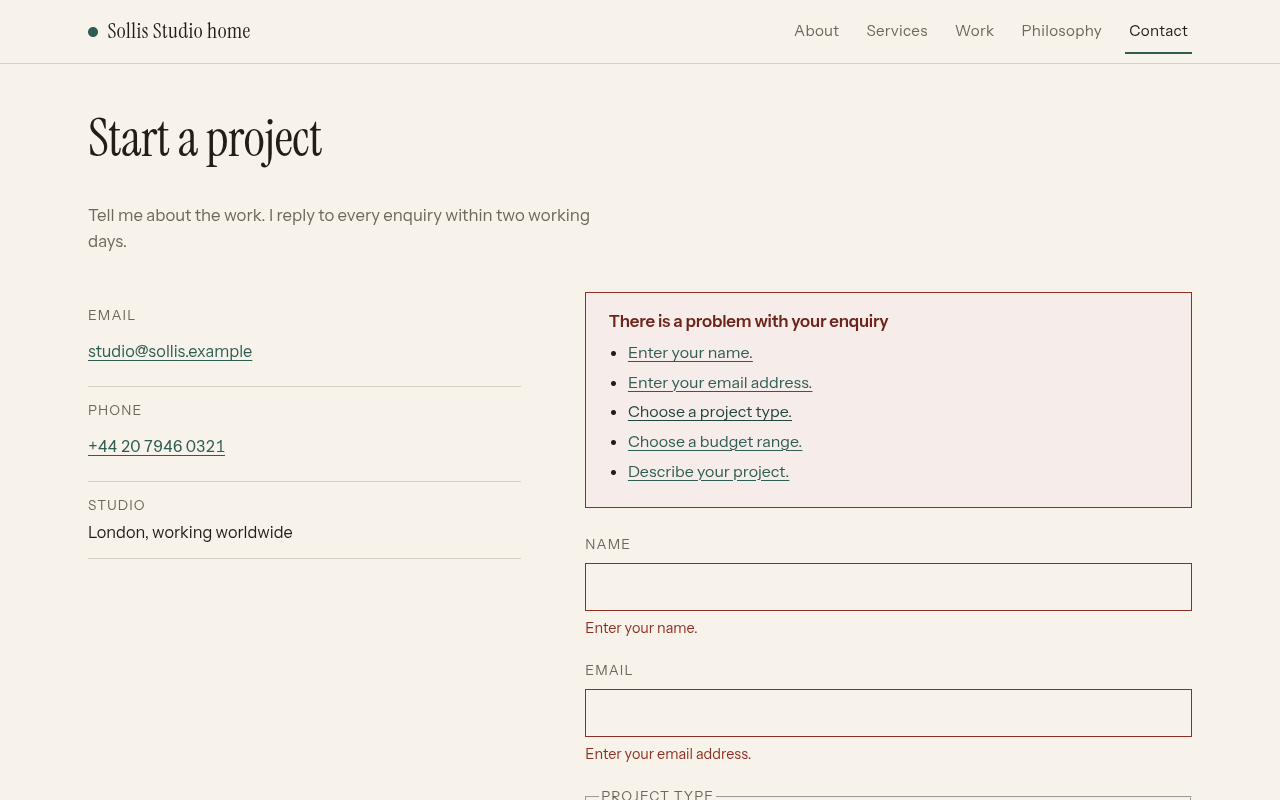 Sollis Studio home
About
Services
Work
Philosophy
Contact
Start a project
Tell me about the work. I reply to every enquiry within two working
days.
EMAIL
studio@sollis.example
PHONE
+44 20 7946 0321
STUDIO
London, working worldwide
There is a problem with your enquiry
Enter your name.
Enter your email address.
Choose a project type.
Choose a budget range.
Describe your project.
NAME
Enter your name.
EMAIL
Enter your email address.
PROJECT TYPE